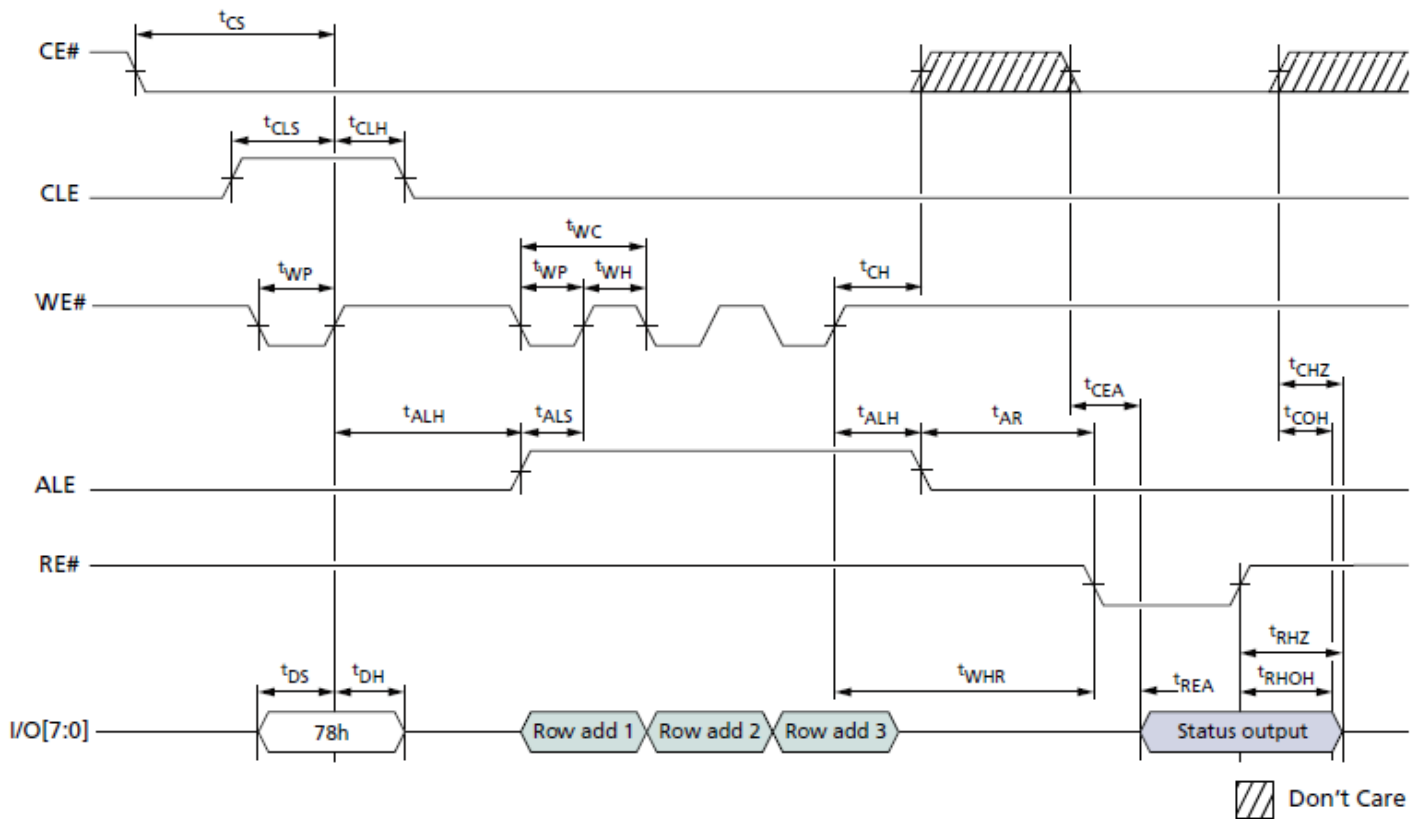 tCS
CE#
tCLS tCLH
CLE
tWC
tWP tWP tWH tCH
WE#
tCHZ
tCEA
tALH tALS tALH tAR tCOH
ALE
RE#
tRHZ
tDS tDH tWHR tREA tRHOH
I/O[7:0] 78h Row add 1 Row add 2 Row add 3 Status output
Don't Care